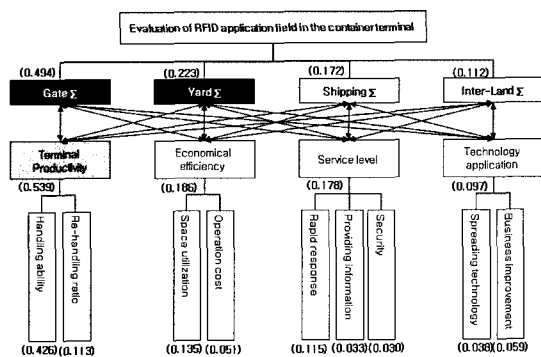 Evaluation of RFID application field in the container terminal
(0.494)
(0.223)
(0.172)
(0.112)
Gate Σ
Yard Σ
Shipping Σ
Inter-Land Σ
Terminal
Productivity
Economical
efficiency
Service level
Technology
application
(0.539)
(0.186)
(0.178)
(0.097)
Handling ability
Re-handling ratio
Space utilization
Operation cost
Rapid response
Providing information
Security
Spreading technology
Business improvement
(0.426)
(0.113)
(0.135)
(0.051)
(0.115)
(0.033)
(0.030)
(0.038)
(0.059)